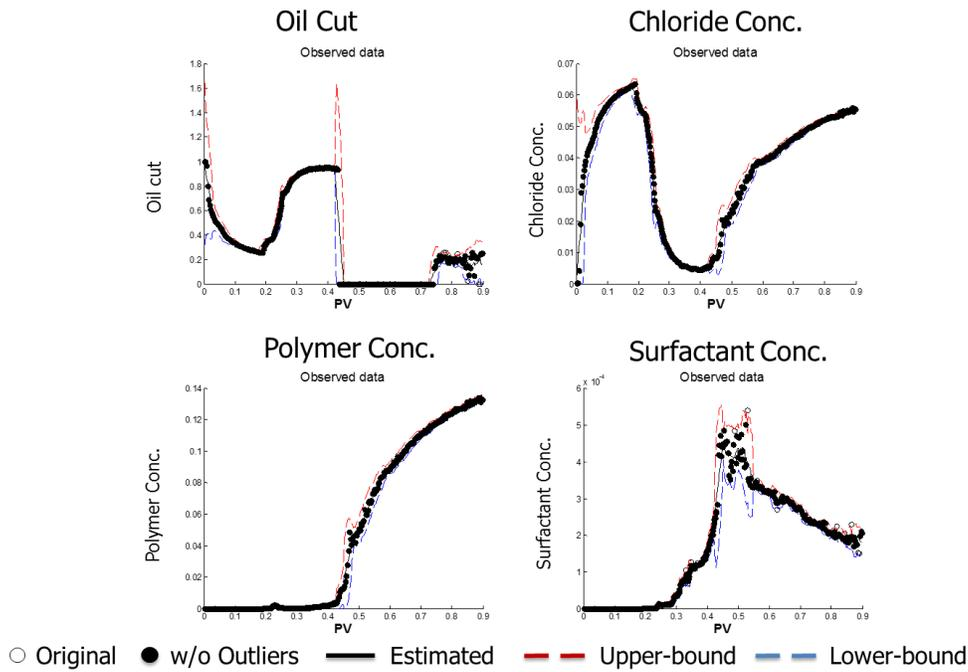 Oil Cut
Observed data
Oil cut
1.8
1.6
1.4
1.2
1
0.8
0.6
0.4
0.2
0
0 0.1 0.2 0.3 0.4 0.5 0.6 0.7 0.8 0.9
PV
Chloride Conc.
Observed data
Chloride Conc.
0.07
0.06
0.05
0.04
0.03
0.02
0.01
0
0 0.1 0.2 0.3 0.4 0.5 0.6 0.7 0.8 0.9
PV
Polymer Conc.
Observed data
Polymer Conc.
0.14
0.12
0.1
0.08
0.06
0.04
0.02
0
0 0.1 0.2 0.3 0.4 0.5 0.6 0.7 0.8 0.9
PV
Surfactant Conc.
Observed data
x 10⁻⁴
Surfactant Conc.
6
5
4
3
2
1
0
0 0.1 0.2 0.3 0.4 0.5 0.6 0.7 0.8 0.9
PV
Original w/o Outliers Estimated Upper-bound Lower-bound